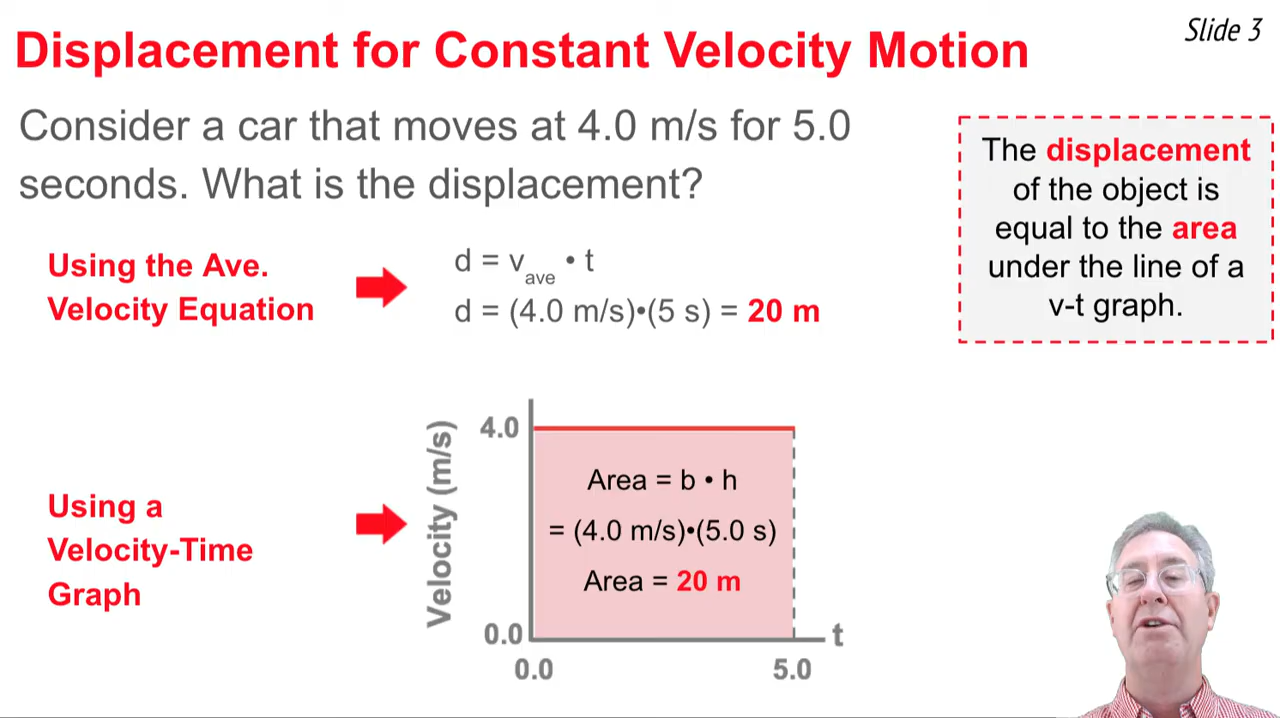 Slide 3
Displacement for Constant Velocity Motion
Consider a car that moves at 4.0 m/s for 5.0
seconds. What is the displacement?
The displacement
of the object is
equal to the area
under the line of a
v-t graph.
Using the Ave.
Velocity Equation
d = vave • t
d = (4.0 m/s)•(5 s) = 20 m
Using a
Velocity-Time
Graph
Velocity (m/s)
4.0
Area = b • h
= (4.0 m/s)•(5.0 s)
Area = 20 m
0.0
t
0.0
5.0